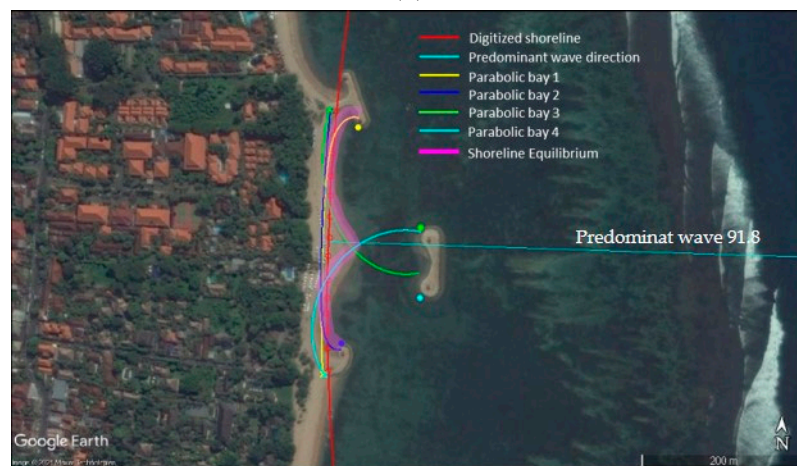 Digitized shoreline
Predominant wave direction
Parabolic bay 1
Parabolic bay 2
Parabolic bay 3
Parabolic bay 4
Shoreline Equilibrium
Predominat wave 91.8
Google Earth
N
200 m